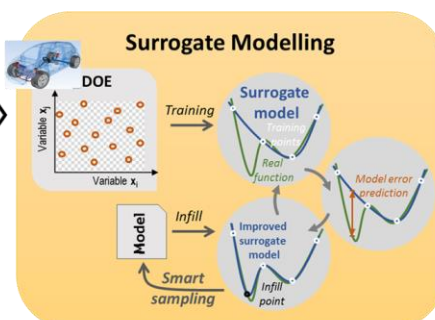 Surrogate Modelling
DOE
Variable xj
Variable xi
Training
Surrogate
model
Training
points
Real
function
Model error
prediction
Model
Infill
Improved
surrogate
model
Infill
point
Smart
sampling